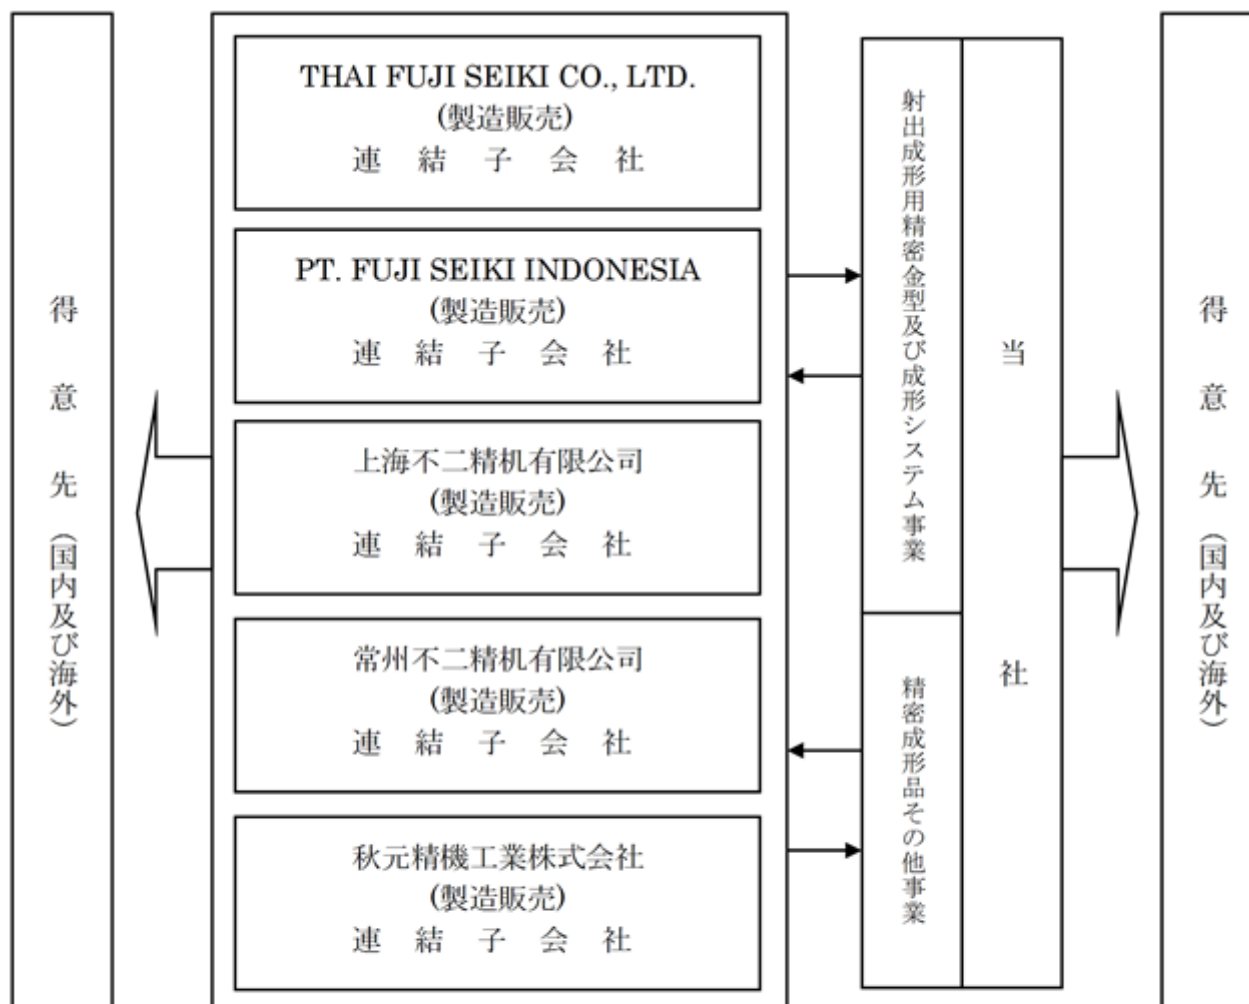 得意先（国内及び海外）
THAI FUJI SEIKI CO., LTD.
(製造販売)
連結子会社
PT. FUJI SEIKI INDONESIA
(製造販売)
連結子会社
上海不二精机有限公司
(製造販売)
連結子会社
常州不二精机有限公司
(製造販売)
連結子会社
秋元精機工業株式会社
(製造販売)
連結子会社
射出成形用精密金型及び成形システム事業
精密成形品その他事業
当社
得意先（国内及び海外）